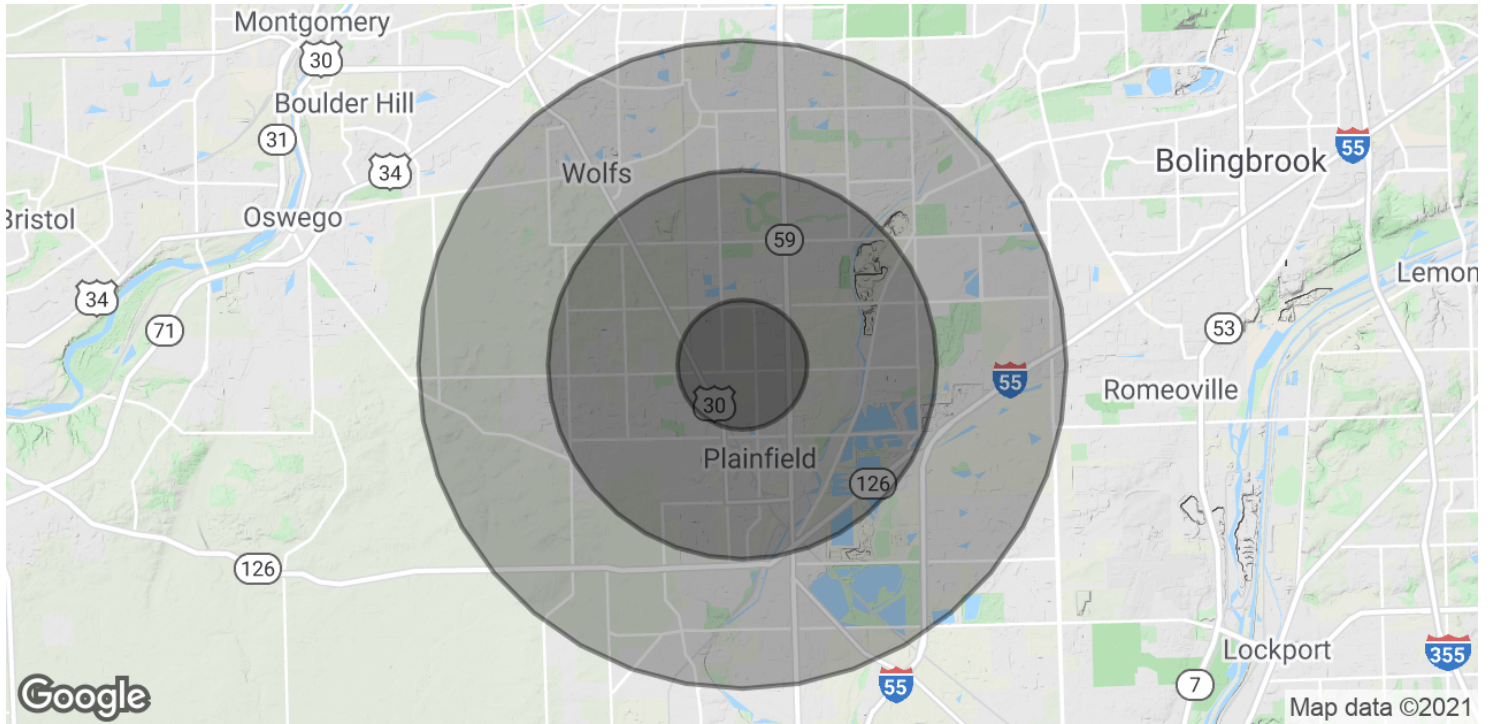 Montgomery
30
Boulder Hill
31
34
Wolfs
55
Bolingbrook
Bristol
Oswego
59
34
Lemon
71
53
55
30
Romeoville
Plainfield
126
126
Lockport
355
55
7
Google
Map data ©2021